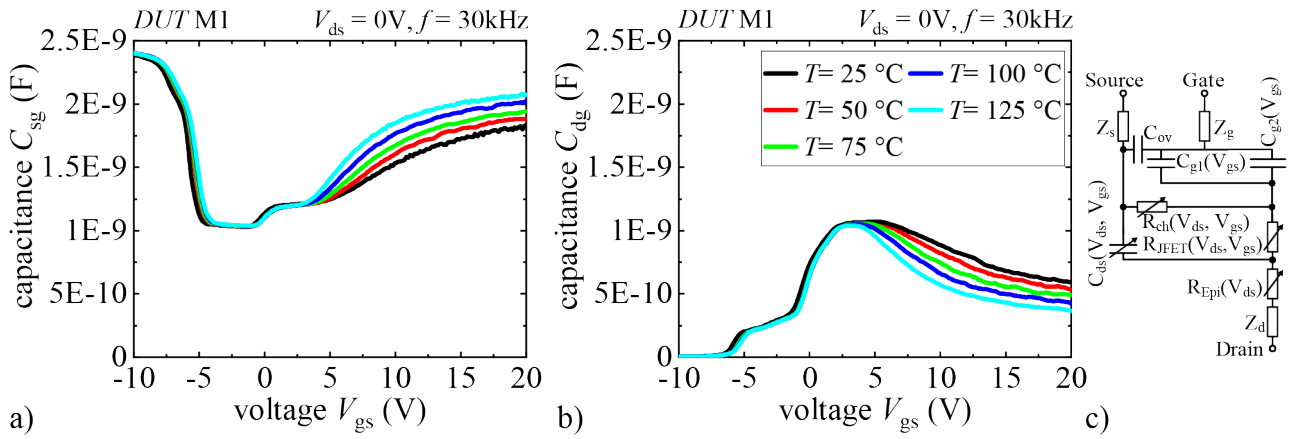 DUT M1 V_ds = 0V, f = 30kHz
2.5E-9
2E-9
1.5E-9
1E-9
5E-10
0
-10 -5 0 5 10 15 20
capacitance C_sg (F)
voltage V_gs (V)
a)
DUT M1 V_ds = 0V, f = 30kHz
2.5E-9
2E-9
1.5E-9
1E-9
5E-10
0
-10 -5 0 5 10 15 20
capacitance C_dg (F)
voltage V_gs (V)
T= 25 °C T= 100 °C
T= 50 °C T= 125 °C
T= 75 °C
b)
Source Gate
Z_s
C_ov
Z_g
C_g2(V_gs)
C_g1(V_gs)
R_ch(V_ds, V_gs)
C_ds(V_ds, V_gs)
R_JFET(V_ds,V_gs)
R_Epi(V_ds)
Z_d
Drain
c)